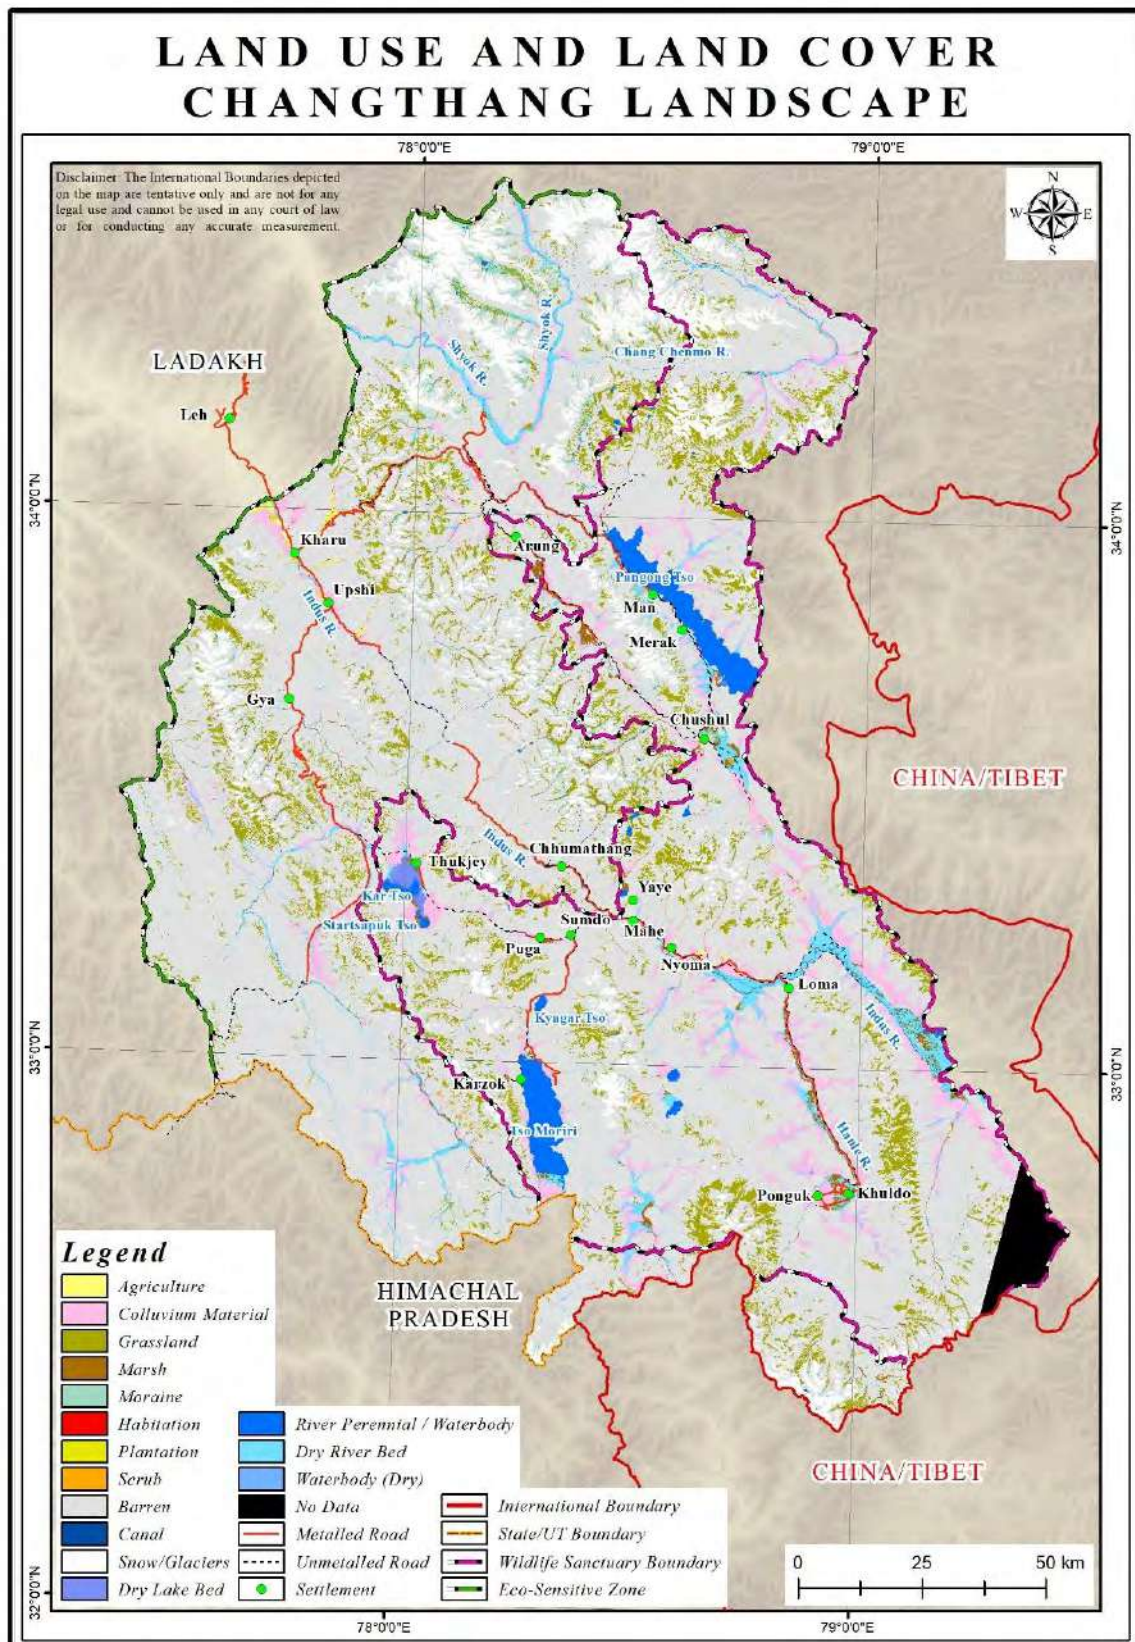 LAND USE AND LAND COVER
CHANGTHANG LANDSCAPE
78°0'0"E
79°0'0"E
Disclaimer: The International Boundaries depicted
on the map are tentative only and are not for any
legal use and cannot be used in any court of law
or for conducting any accurate measurement.
N
W
E
S
Shyok R.
Shyok R.
Chang Chenmo R.
LADAKH
Leh
34°0'0"N
34°0'0"N
Kharu
Arung
Pangong Tso
Upshi
Man
Indus R.
Merak
Gya
Chushul
CHINA/TIBET
Indus R.
Chhumathang
Thukjey
Kar Tso
Yaye
Startsapuk Tso
Sumdo
Mahe
Puga
Nyoma
Loma
Kyagar Tso
Indus R.
33°0'0"N
33°0'0"N
Karzok
Tso Moriri
Hanle R.
Ponguk
Khuldo
HIMACHAL
PRADESH
CHINA/TIBET
Legend
Agriculture
Colluvium Material
Grassland
Marsh
Moraine
Habitation
River Perennial / Waterbody
Plantation
Dry River Bed
Scrub
Waterbody (Dry)
Barren
No Data
International Boundary
Canal
Metalled Road
State/UT Boundary
Snow/Glaciers
Unmetalled Road
Wildlife Sanctuary Boundary
Dry Lake Bed
Settlement
Eco-Sensitive Zone
0 25 50 km
32°0'0"N
32°0'0"N
78°0'0"E
79°0'0"E